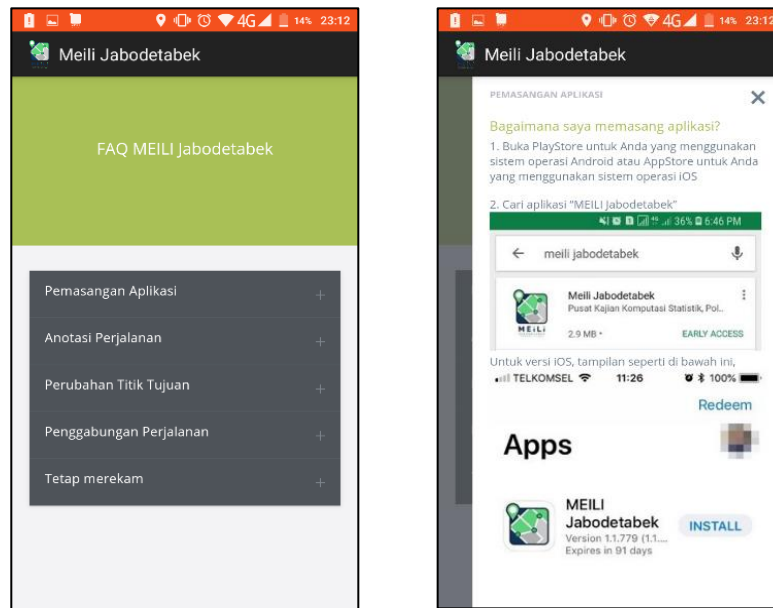 4G 14% 23:12
Meili Jabodetabek
FAQ MEILI Jabodetabek
Pemasangan Aplikasi +
Anotasi Perjalanan +
Perubahan Titik Tujuan +
Penggabungan Perjalanan +
Tetap merekam +
4G 14% 23:12
Meili Jabodetabek
PEMASANGAN APLIKASI
Bagaimana saya memasang aplikasi?
1. Buka PlayStore untuk Anda yang menggunakan
sistem operasi Android atau AppStore untuk Anda
yang menggunakan sistem operasi iOS
2. Cari aplikasi "MEILI Jabodetabek"
36% 6:46 PM
meili jabodetabek
Meili Jabodetabek
Pusat Kajian Komputasi Statistik, Pol..
MEILI
2.9 MB • EARLY ACCESS
Untuk versi iOS, tampilan seperti di bawah ini,
TELKOMSEL 11:26 100%
Redeem
Apps
MEILI
Jabodetabek
INSTALL
Version 1.1.779 (1.1....
Expires in 91 days